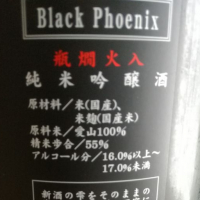 Black Phoenix
瓶燗火入
純米吟醸酒
原材料/米(国産)、
米麹(国産米)
原料米/愛山100%
精米歩合/55%
アルコール分/16.0%以上~
17.0%未満
新酒の雫をそのままの